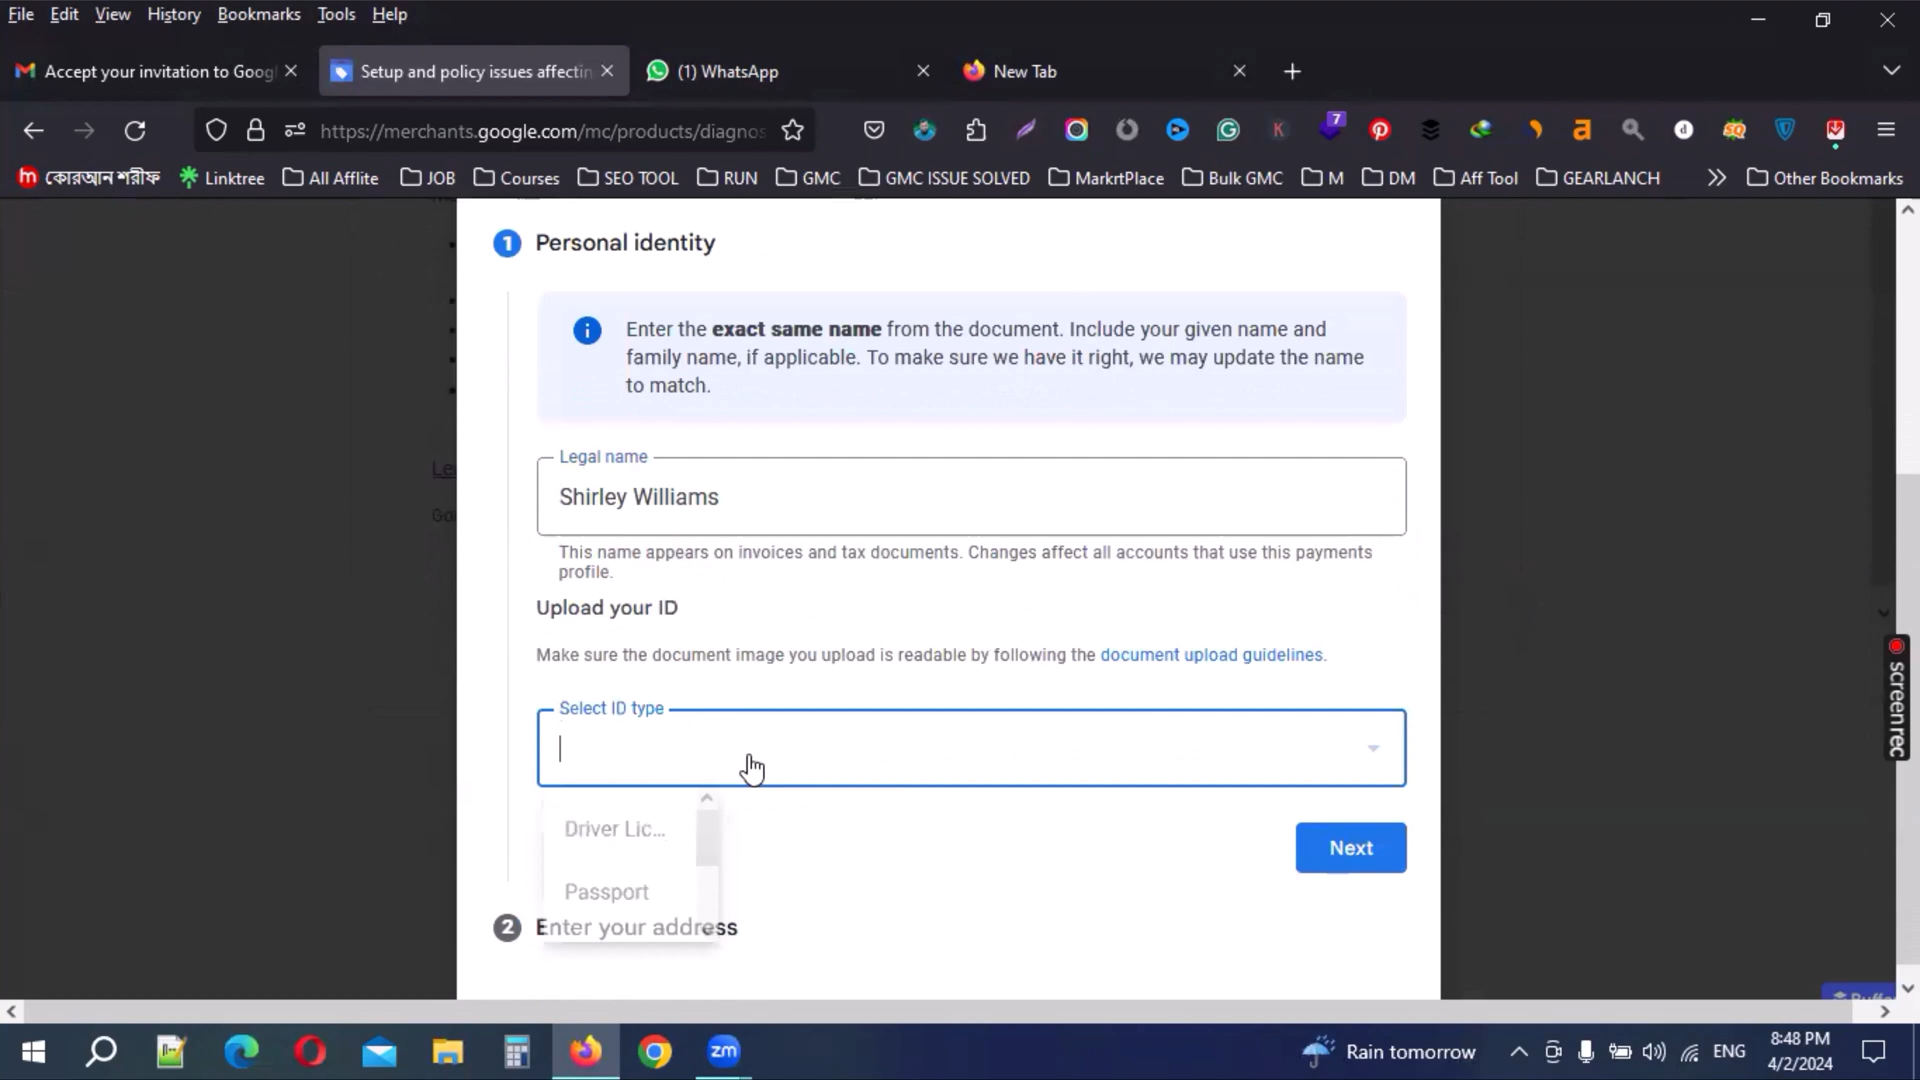 File Edit View History Bookmarks Tools Help
Accept your invitation to Goog
Setup and policy issues affectin
(1) WhatsApp
New Tab
https://merchants.google.com/mc/products/diagnos
7
কোরআন শরীফ
Linktree
All Afflite
JOB
Courses
SEO TOOL
RUN
GMC
GMC ISSUE SOLVED
MarkrtPlace
Bulk GMC
M
DM
Aff Tool
GEARLANCH
Other Bookmarks
1 Personal identity
Enter the exact same name from the document. Include your given name and
family name, if applicable. To make sure we have it right, we may update the name
to match.
Legal name
Shirley Williams
This name appears on invoices and tax documents. Changes affect all accounts that use this payments
profile.
Upload your ID
Make sure the document image you upload is readable by following the document upload guidelines.
Select ID type
Driver Lic...
Passport
Next
2 Enter your address
screenrec
zm
Rain tomorrow
ENG
8:48 PM
4/2/2024